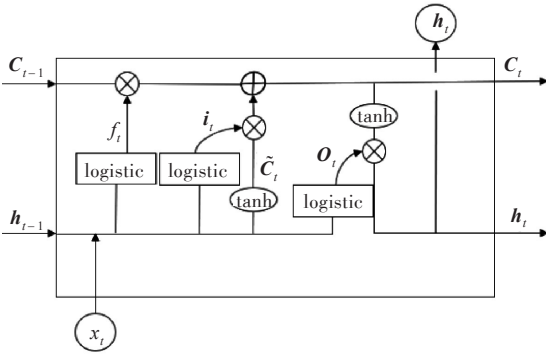 h_t
C_{t-1}
C_t
f_t
i_t
tanh
logistic
logistic
C̃_t
O_t
tanh
logistic
h_{t-1}
h_t
x_t